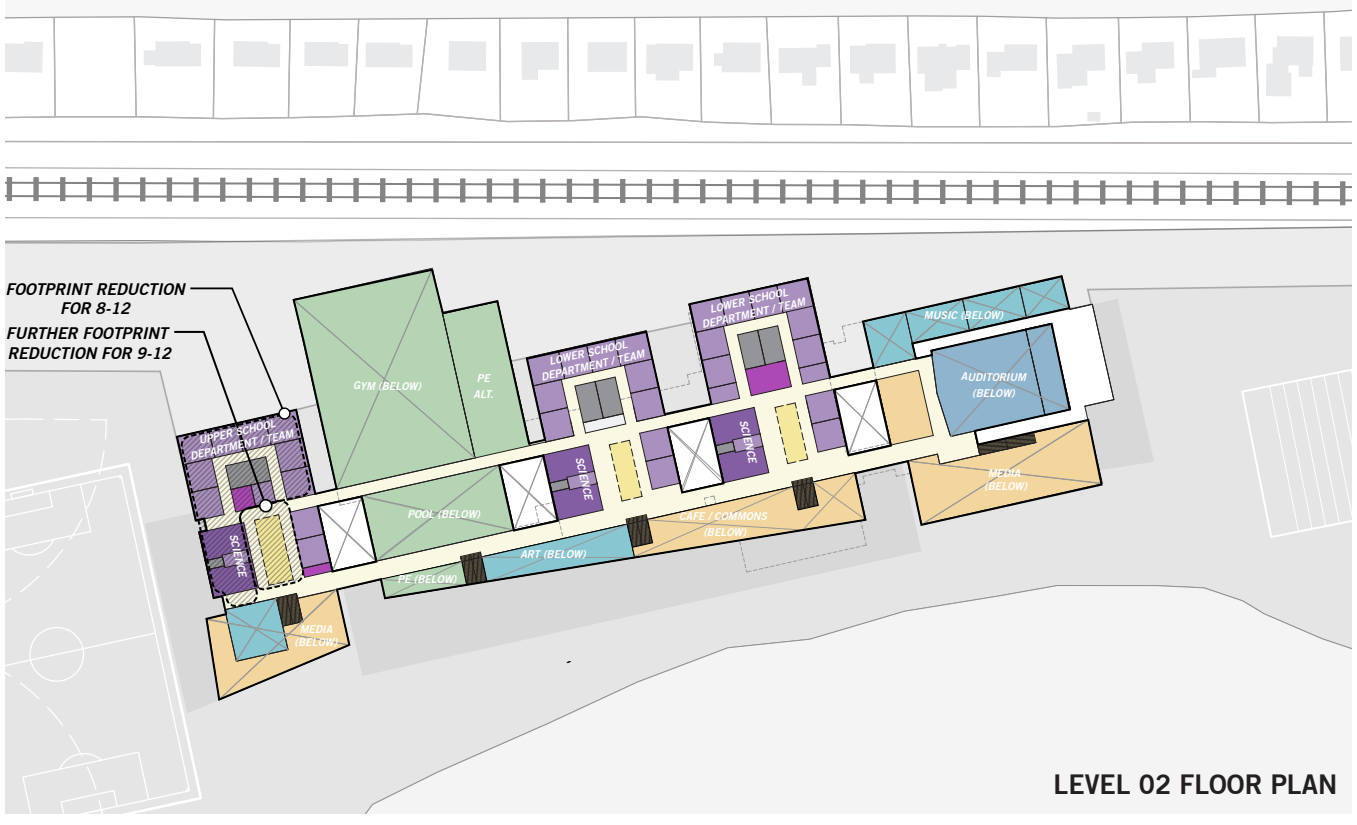 FOOTPRINT REDUCTION
FOR 8-12
FURTHER FOOTPRINT
REDUCTION FOR 9-12
UPPER SCHOOL
DEPARTMENT / TEAM
SCIENCE
MEDIA
(BELOW)
GYM (BELOW)
PE
ALT.
POOL (BELOW)
PE (BELOW)
ART (BELOW)
LOWER SCHOOL
DEPARTMENT / TEAM
SCIENCE
CAFE / COMMONS
(BELOW)
LOWER SCHOOL
DEPARTMENT / TEAM
SCIENCE
MUSIC (BELOW)
AUDITORIUM
(BELOW)
MEDIA
(BELOW)
LEVEL 02 FLOOR PLAN